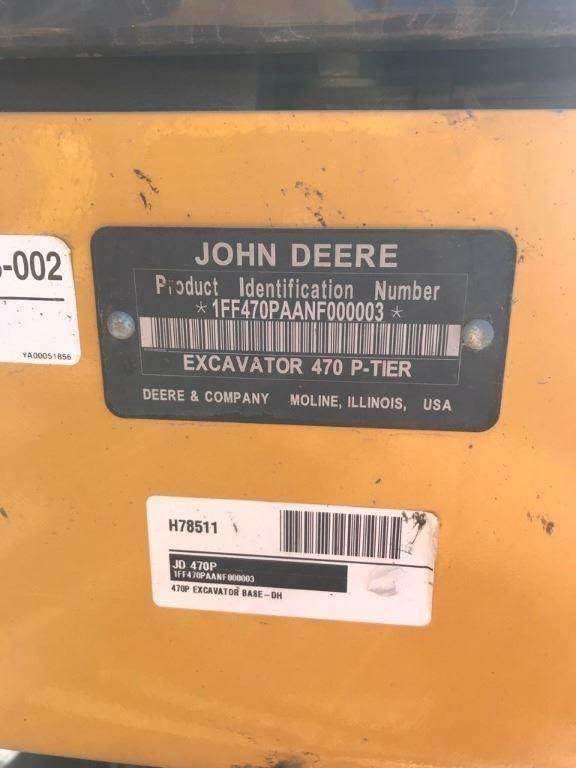 -002
YA00051856
JOHN DEERE
Product Identification Number
*1FF470PAANF000003*
EXCAVATOR 470 P-TIER
DEERE & COMPANY MOLINE, ILLINOIS, USA
H78511
JD 470P
1FF470PAANF000003
470P EXCAVATOR BASE-DH